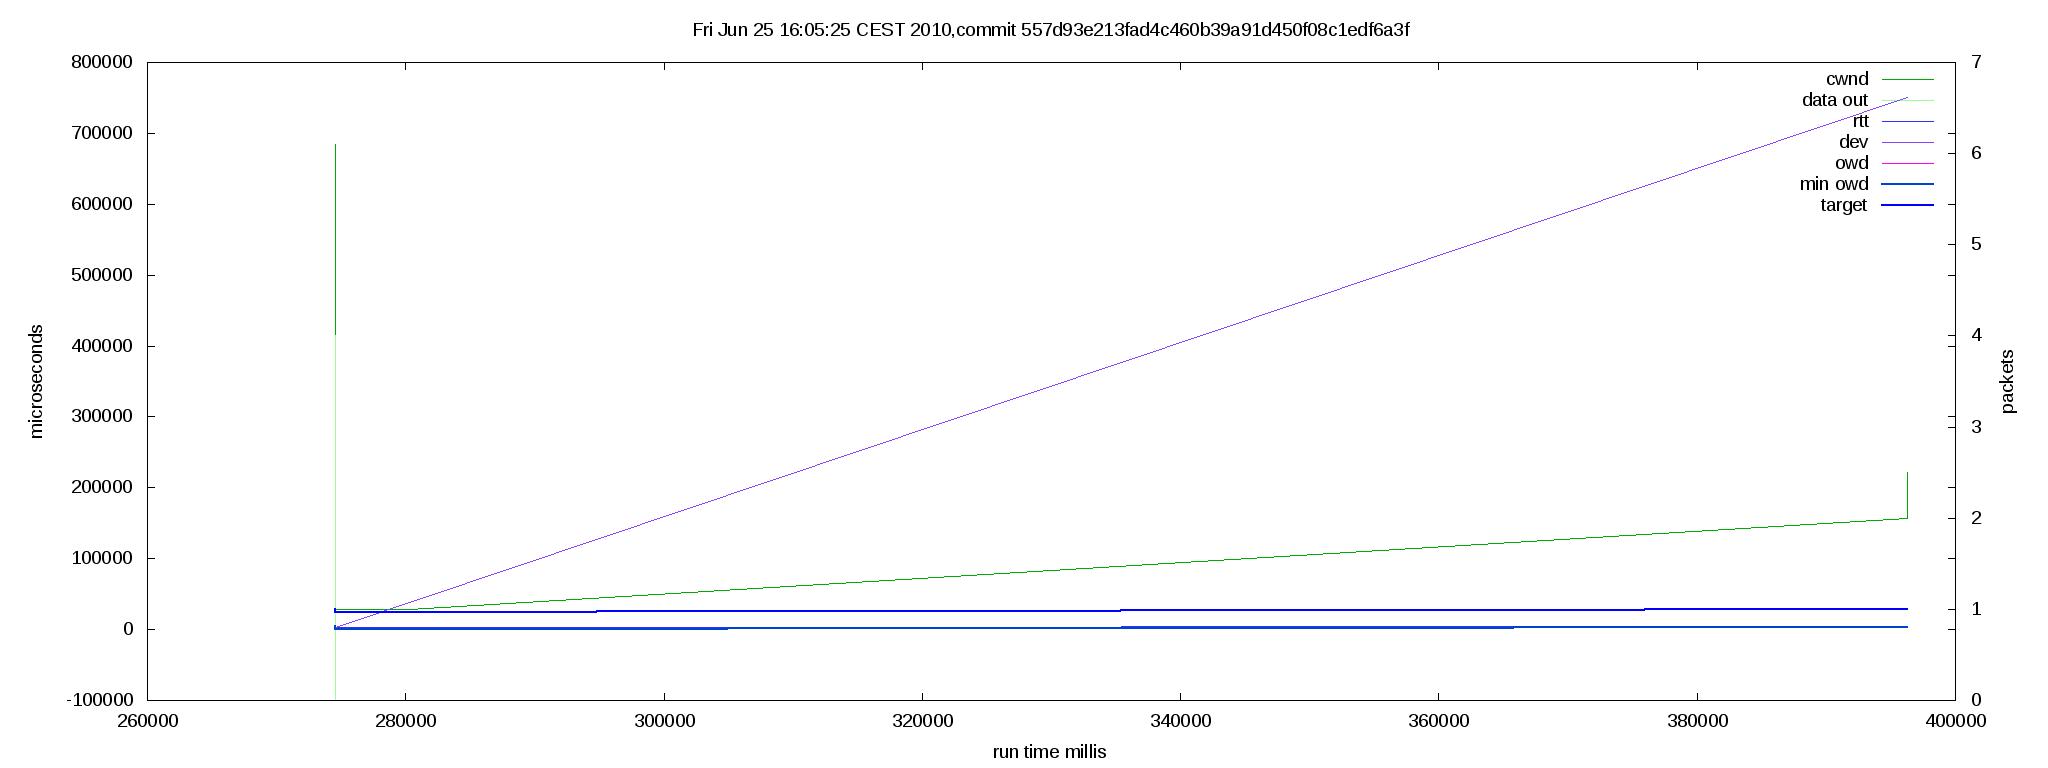 Fri Jun 25 16:05:25 CEST 2010,commit 557d93e213fad4c460b39a91d450f08c1edf6a3f
800000
700000
600000
500000
400000
300000
200000
100000
0
-100000
microseconds
260000 280000 300000 320000 340000 360000 380000 400000
run time millis
7
6
5
4
3
2
1
0
packets
cwnd
data out
rtt
dev
owd
min owd
target